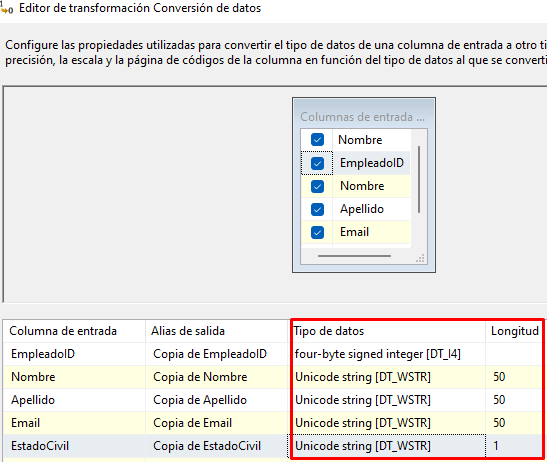 Editor de transformación Conversión de datos
Configure las propiedades utilizadas para convertir el tipo de datos de una columna de entrada a otro ti
precisión, la escala y la página de códigos de la columna en función del tipo de datos al que se converti
Columnas de entrada ...
Nombre
EmpleadoID
Nombre
Apellido
Email
Columna de entrada Alias de salida Tipo de datos Longitud
EmpleadoID Copia de EmpleadoID four-byte signed integer [DT_I4]
Nombre Copia de Nombre Unicode string [DT_WSTR] 50
Apellido Copia de Apellido Unicode string [DT_WSTR] 50
Email Copia de Email Unicode string [DT_WSTR] 50
EstadoCivil Copia de EstadoCivil Unicode string [DT_WSTR] 1